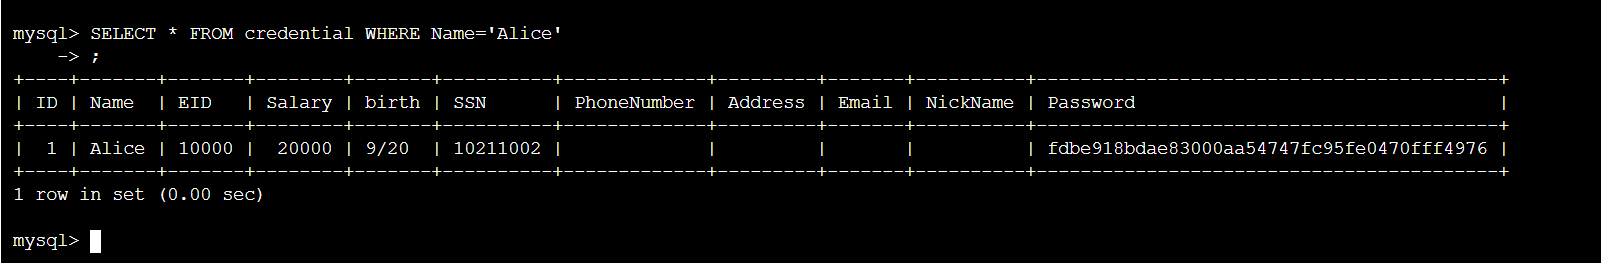 mysql> SELECT * FROM credential WHERE Name='Alice'
    -> ;
+----+-------+-------+--------+-------+----------+-------------+---------+-------+----------+------------------------------------------+
| ID | Name  | EID   | Salary | birth | SSN      | PhoneNumber | Address | Email | NickName | Password                                 |
+----+-------+-------+--------+-------+----------+-------------+---------+-------+----------+------------------------------------------+
|  1 | Alice | 10000 |  20000 | 9/20  | 10211002 |             |         |       |          | fdbe918bdae83000aa54747fc95fe0470fff4976 |
+----+-------+-------+--------+-------+----------+-------------+---------+-------+----------+------------------------------------------+
1 row in set (0.00 sec)
mysql>